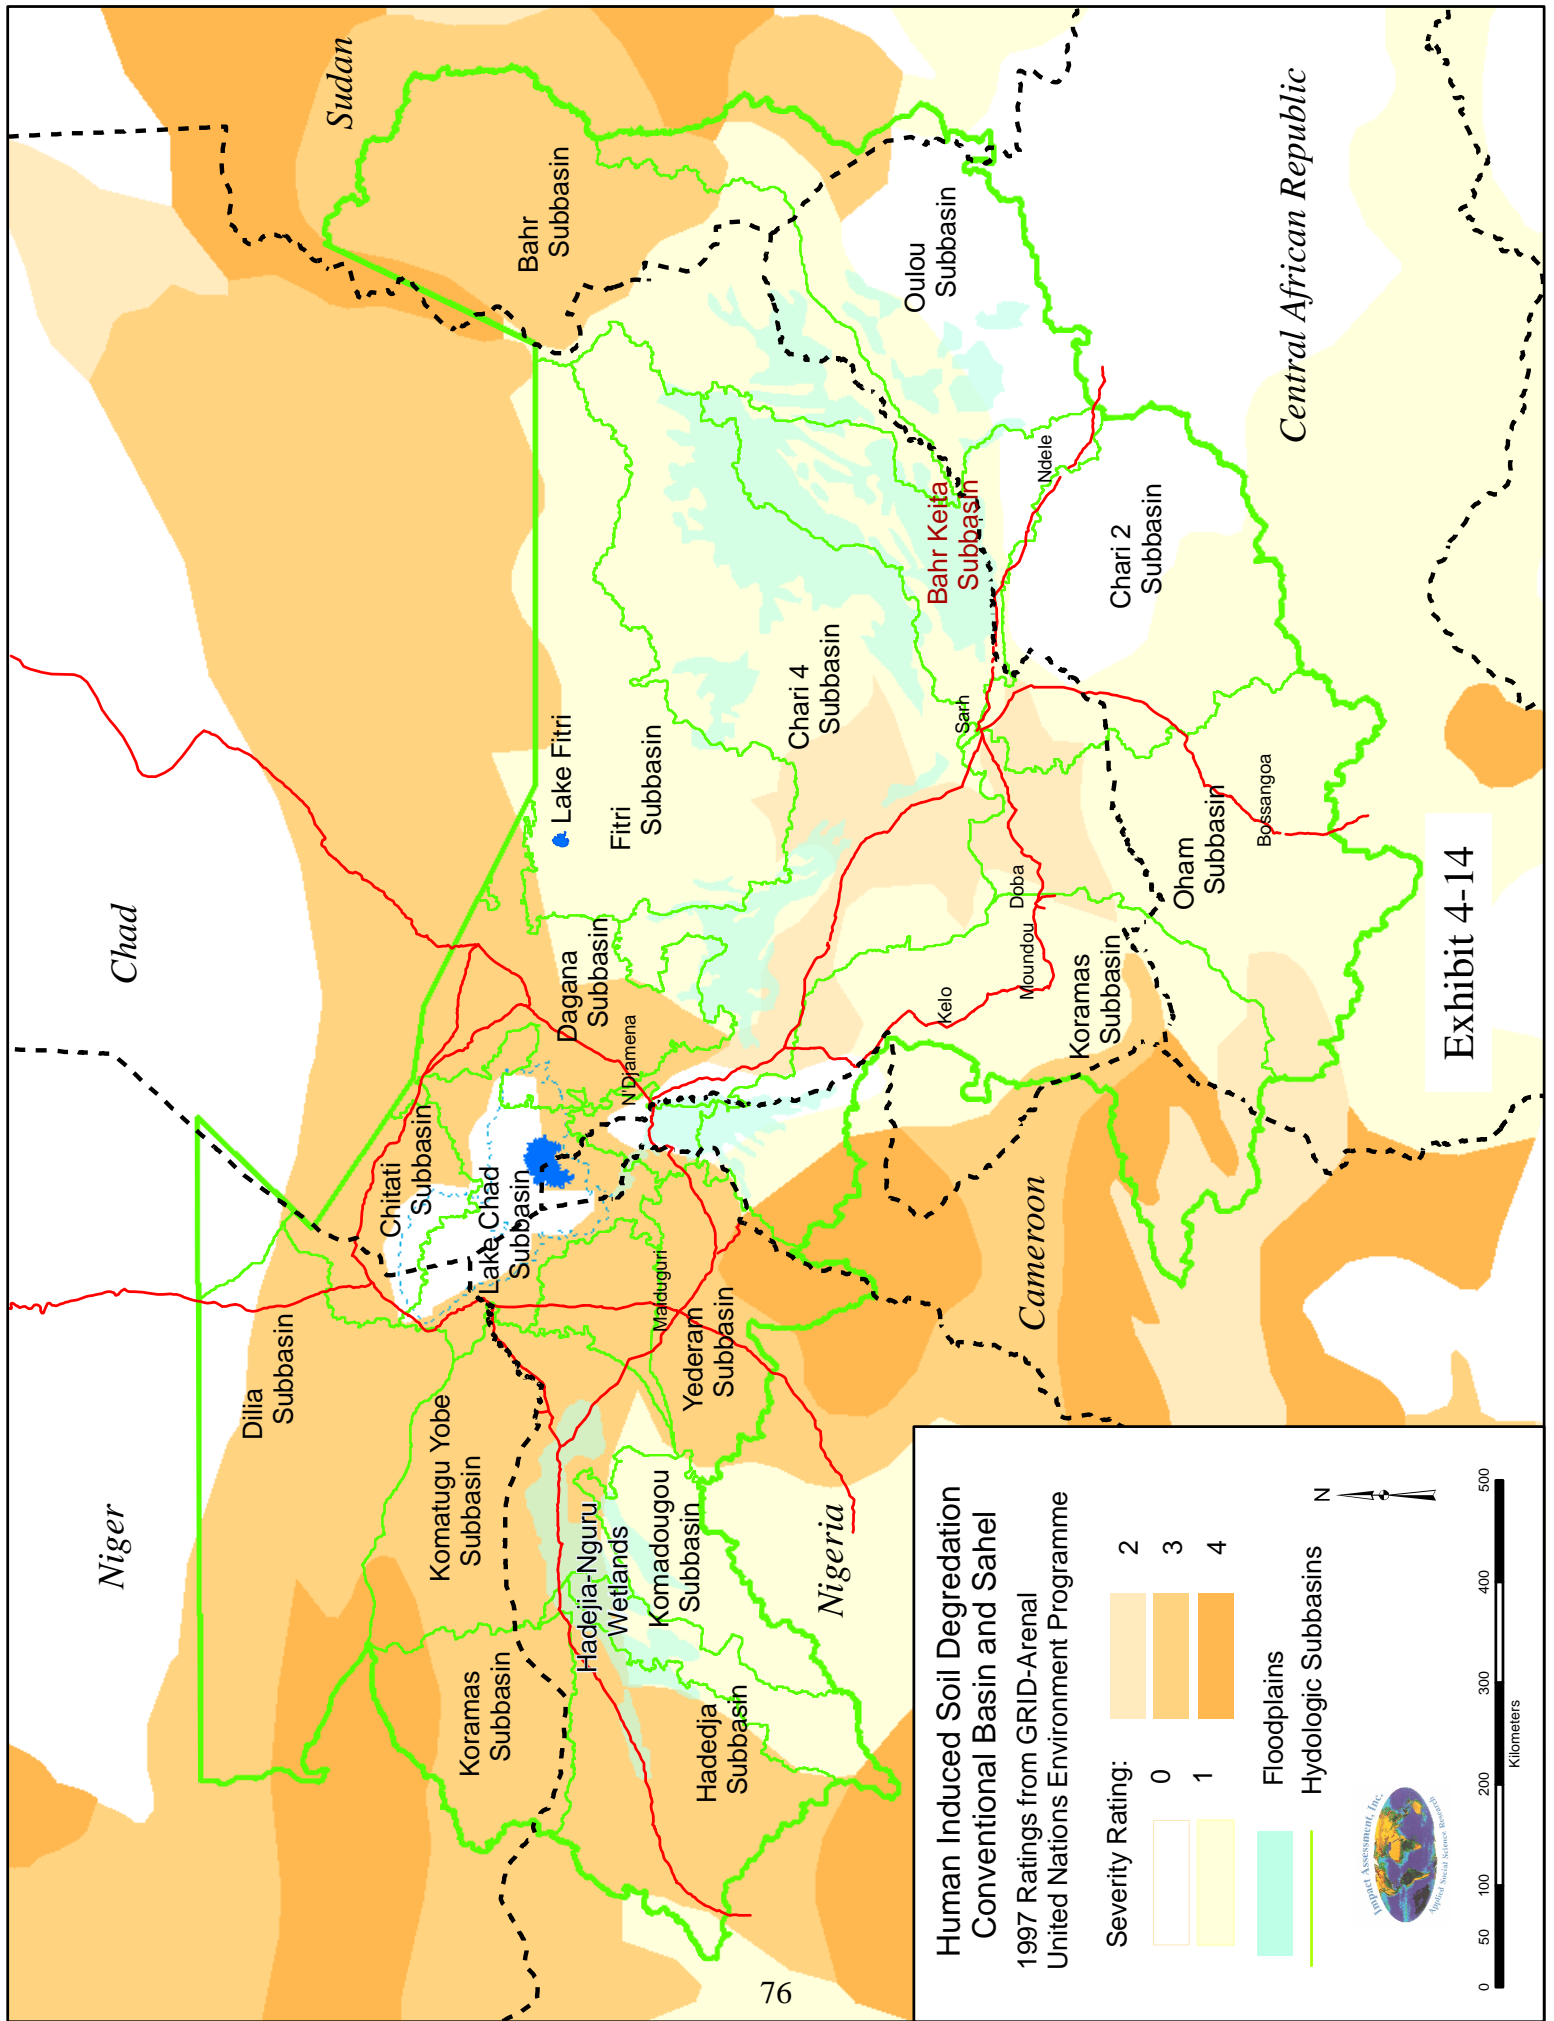 Niger
Chad
Sudan
Dilia
Subbasin
Chitati
Subbasin
Komatugu Yobe
Subbasin
Koramas
Subbasin
Lake Chad
Subbasin
Bahr
Subbasin
Lake Fitri
Dagana
Subbasin
Fitri
Subbasin
Hadejia-Nguru
Wetlands
N'Djamena
Maiduguri
Komadougou
Subbasin
Yederam
Subbasin
Hadedja
Subbasin
Chari 4
Subbasin
Nigeria
Oulou
Subbasin
Bahr Keita
Subbasin
Sarh
Kelo
Doba
Moundou
Ndele
Cameroon
Koramas
Subbasin
Chari 2
Subbasin
Oham
Subbasin
Bossangoa
Central African Republic
Exhibit 4-14
Human Induced Soil Degredation
Conventional Basin and Sahel
1997 Ratings from GRID-Arenal
United Nations Environment Programme
Severity Rating:
0
1
2
3
4
Floodplains
Hydologic Subbasins
N
Impact Assessment, Inc.
Applied Social Science Research
0 50 100 200 300 400 500
Kilometers
76